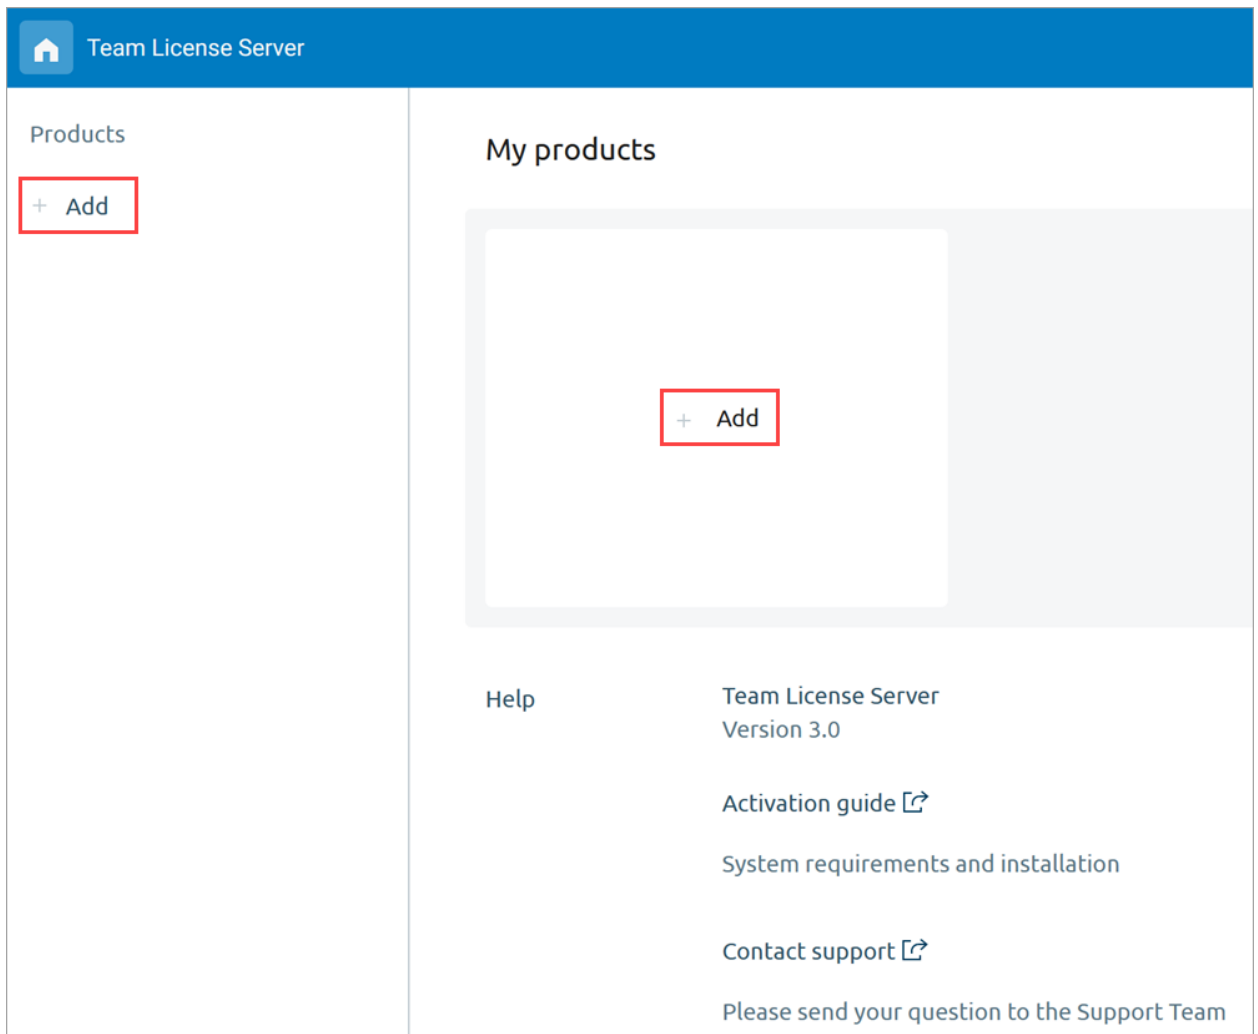 Team License Server
Products
+ Add
My products
+ Add
Help
Team License Server
Version 3.0
Activation guide
System requirements and installation
Contact support
Please send your question to the Support Team